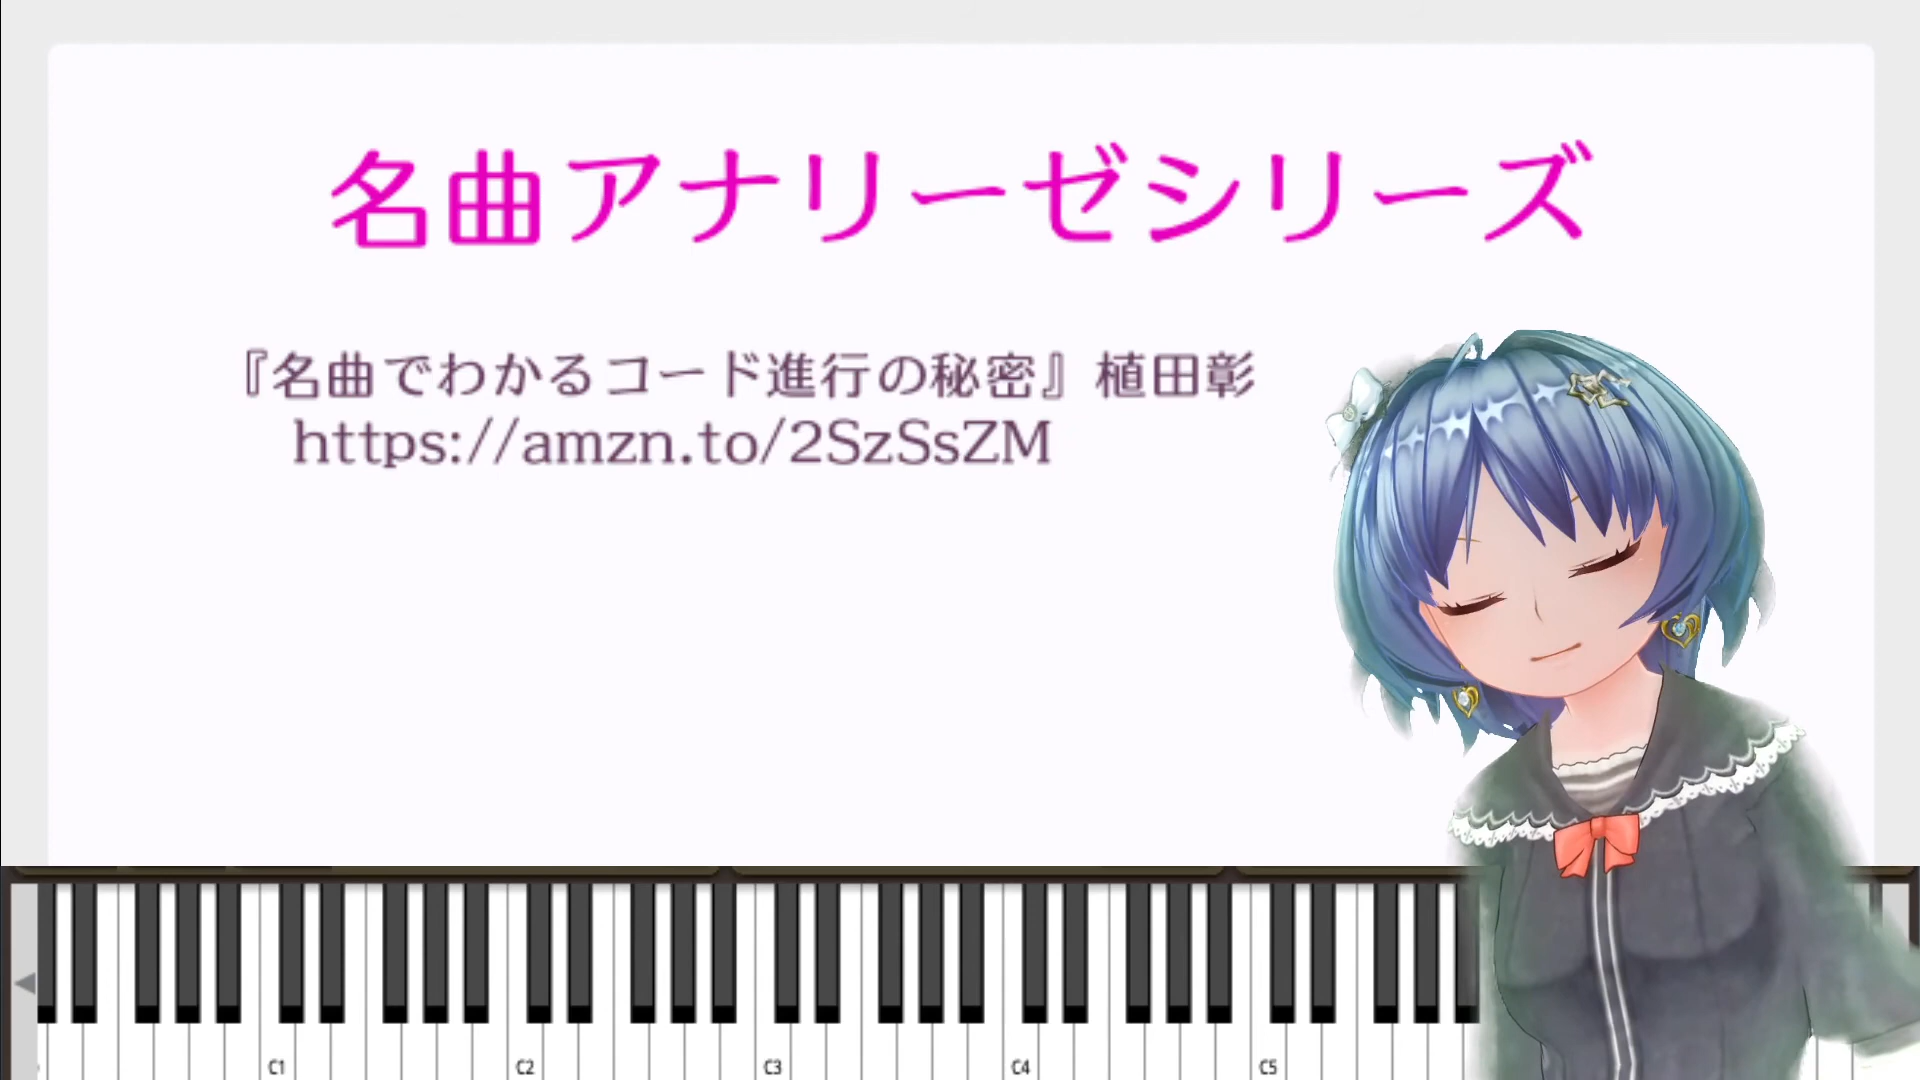 名曲アナリーゼシリーズ
『名曲でわかるコード進行の秘密』植田彰
https://amzn.to/2SzSsZM
C1 C2 C3 C4 C5